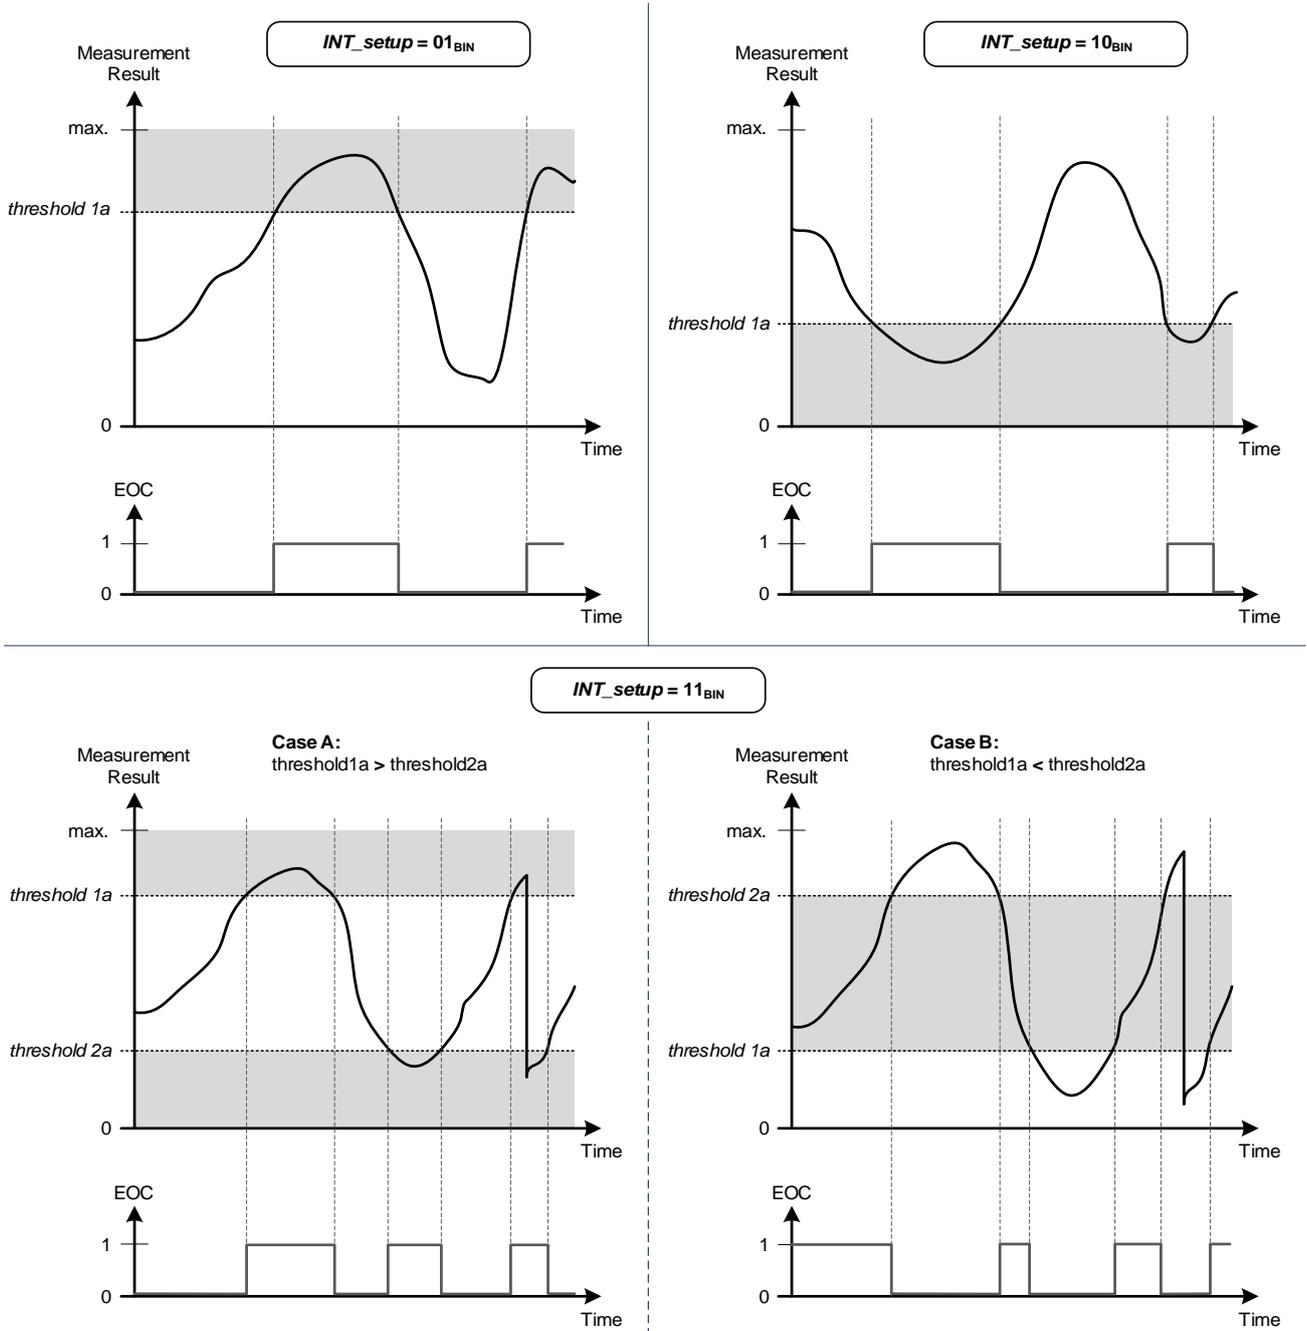 INT_setup = 01BIN
Measurement
Result
max.
threshold 1a
0
Time
EOC
1
0
Time
INT_setup = 10BIN
Measurement
Result
max.
threshold 1a
0
Time
EOC
1
0
Time
INT_setup = 11BIN
Case A:
threshold1a > threshold2a
Measurement
Result
max.
threshold 1a
threshold 2a
0
Time
EOC
1
0
Time
Case B:
threshold1a < threshold2a
Measurement
Result
max.
threshold 2a
threshold 1a
0
Time
EOC
1
0
Time